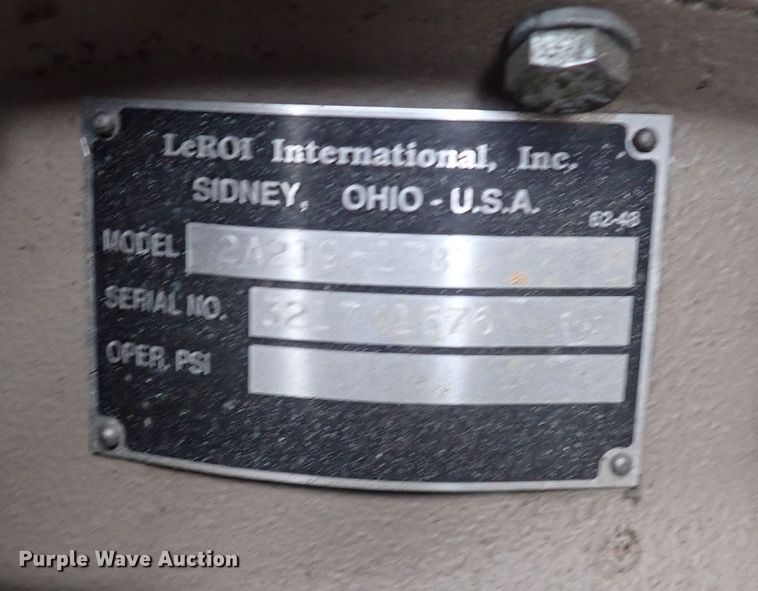 LeROI International, Inc.
SIDNEY, OHIO - U.S.A.
62-48
MODEL
SERIAL NO.
OPER. PSI
Purple Wave Auction